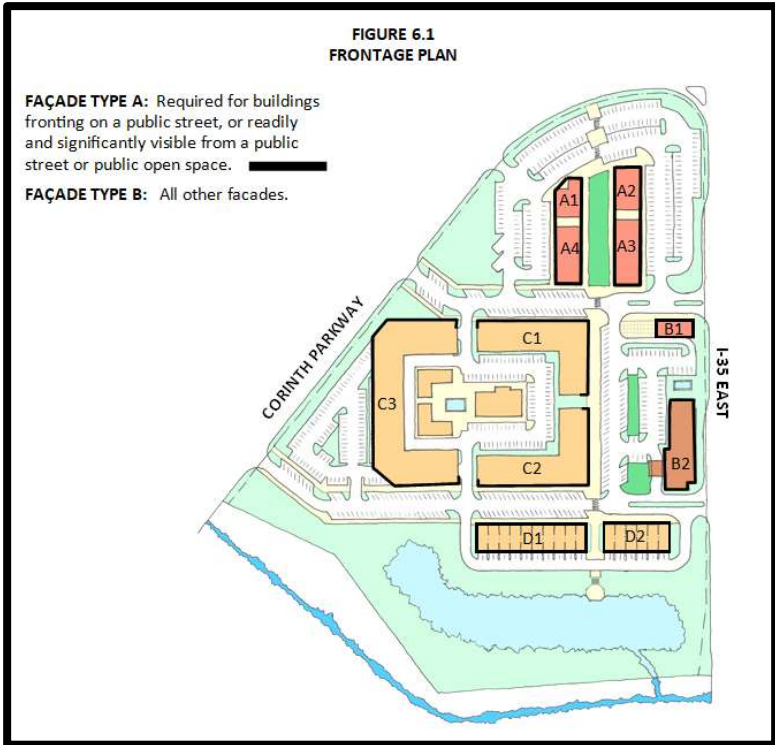 FIGURE 6.1
FRONTAGE PLAN
FAÇADE TYPE A: Required for buildings
fronting on a public street, or readily
and significantly visible from a public
street or public open space.
FAÇADE TYPE B: All other facades.
A1
A2
A4
A3
CORINTH PARKWAY
C1
B1
I-35 EAST
C3
C2
B2
D1
D2